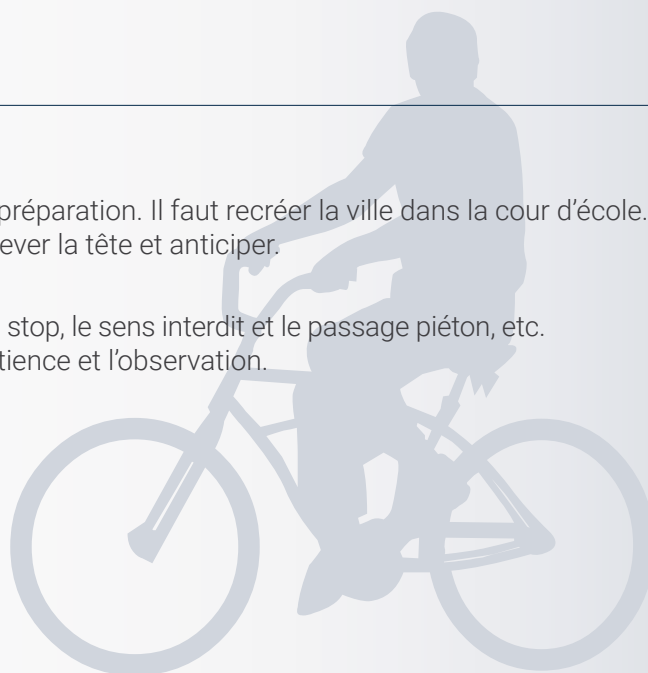 préparation. Il faut recréer la ville dans la cour d’école.
ever la tête et anticiper.
stop, le sens interdit et le passage piéton, etc.
tience et l’observation.